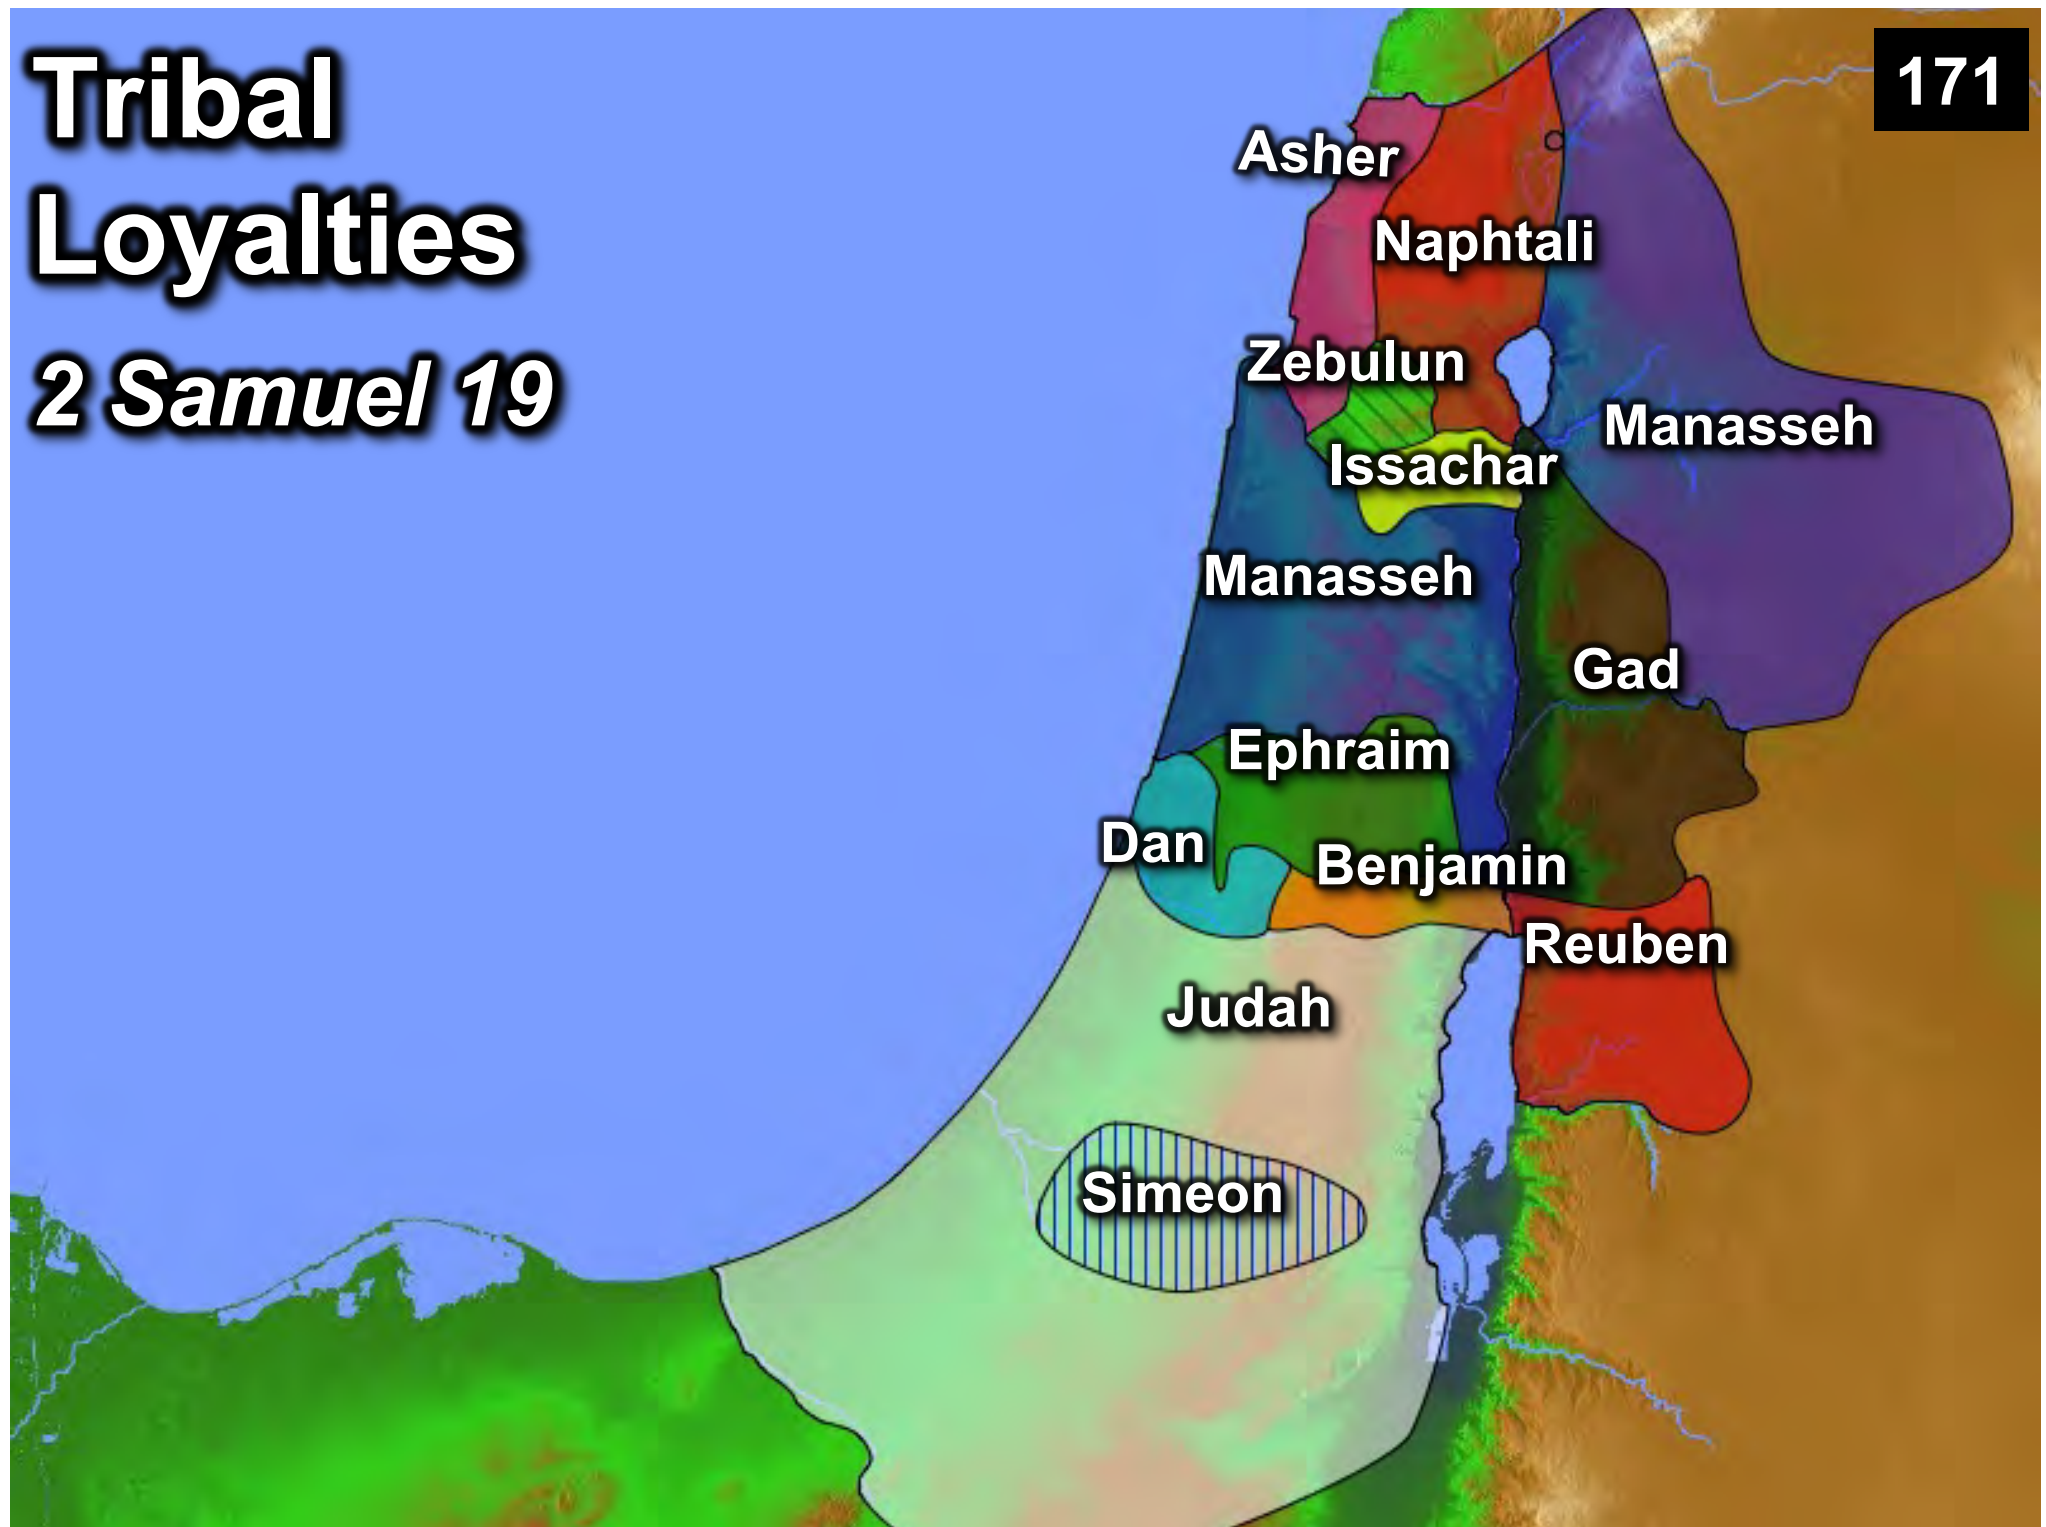 Tribal
Loyalties
2 Samuel 19
171
Asher
Naphtali
Zebulun
Manasseh
Issachar
Manasseh
Gad
Ephraim
Dan
Benjamin
Reuben
Judah
Simeon